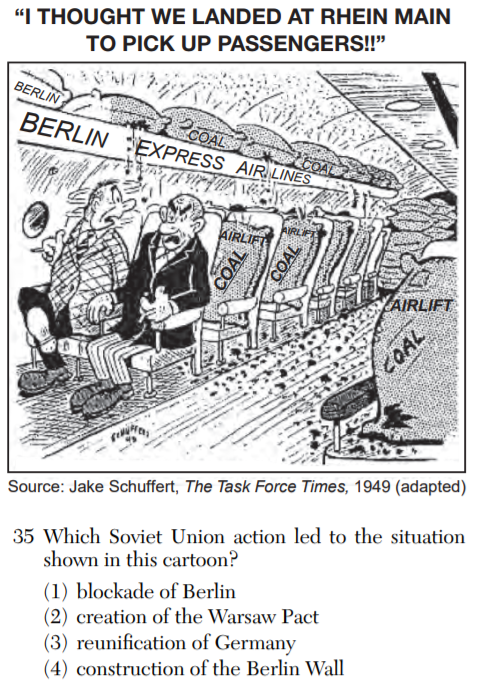 “I THOUGHT WE LANDED AT RHEIN MAIN
TO PICK UP PASSENGERS!!”
BERLIN
BERLIN EXPRESS AIR LINES
COAL
COAL
AIRLIFT
COAL
AIRLIFT
COAL
AIRLIFT
COAL
SCHUFFERT
49
Source: Jake Schuffert, The Task Force Times, 1949 (adapted)
35 Which Soviet Union action led to the situation
shown in this cartoon?
(1) blockade of Berlin
(2) creation of the Warsaw Pact
(3) reunification of Germany
(4) construction of the Berlin Wall